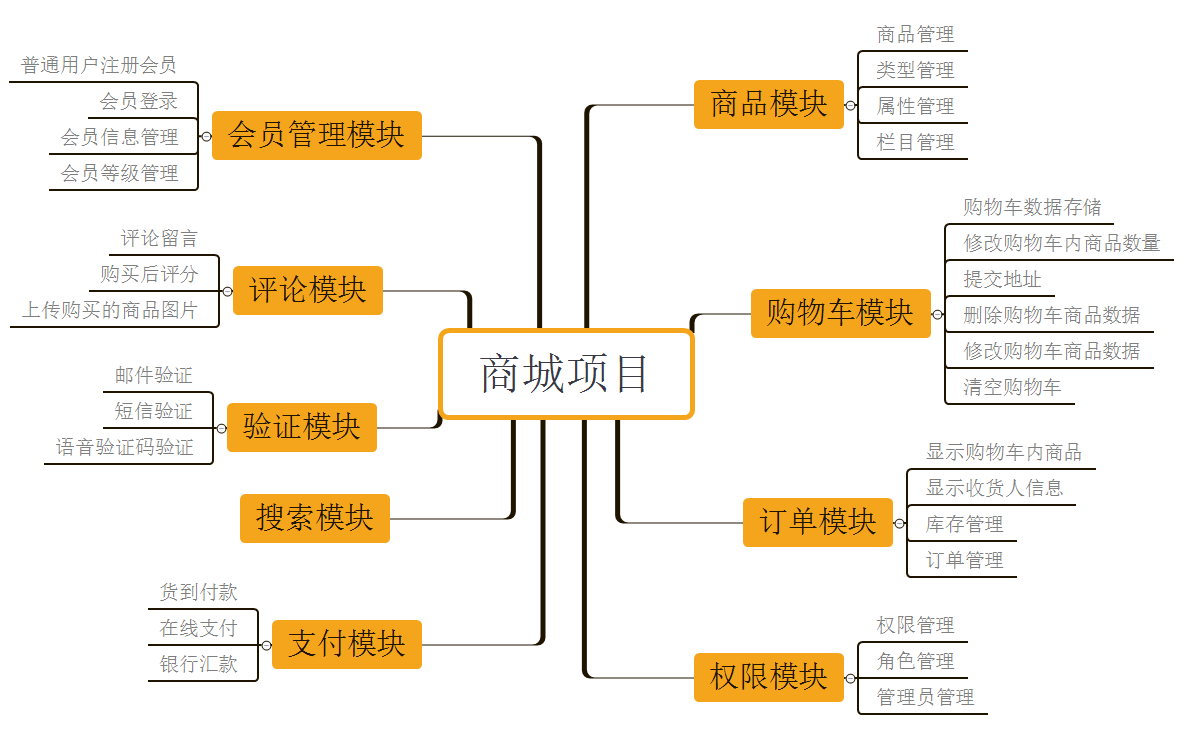 商城项目
商品模块
商品管理
类型管理
属性管理
栏目管理
购物车模块
购物车数据存储
修改购物车内商品数量
提交地址
删除购物车商品数据
修改购物车商品数据
清空购物车
订单模块
显示购物车内商品
显示收货人信息
库存管理
订单管理
权限模块
权限管理
角色管理
管理员管理
会员管理模块
普通用户注册会员
会员登录
会员信息管理
会员等级管理
评论模块
评论留言
购买后评分
上传购买的商品图片
验证模块
邮件验证
短信验证
语音验证码验证
搜索模块
支付模块
货到付款
在线支付
银行汇款